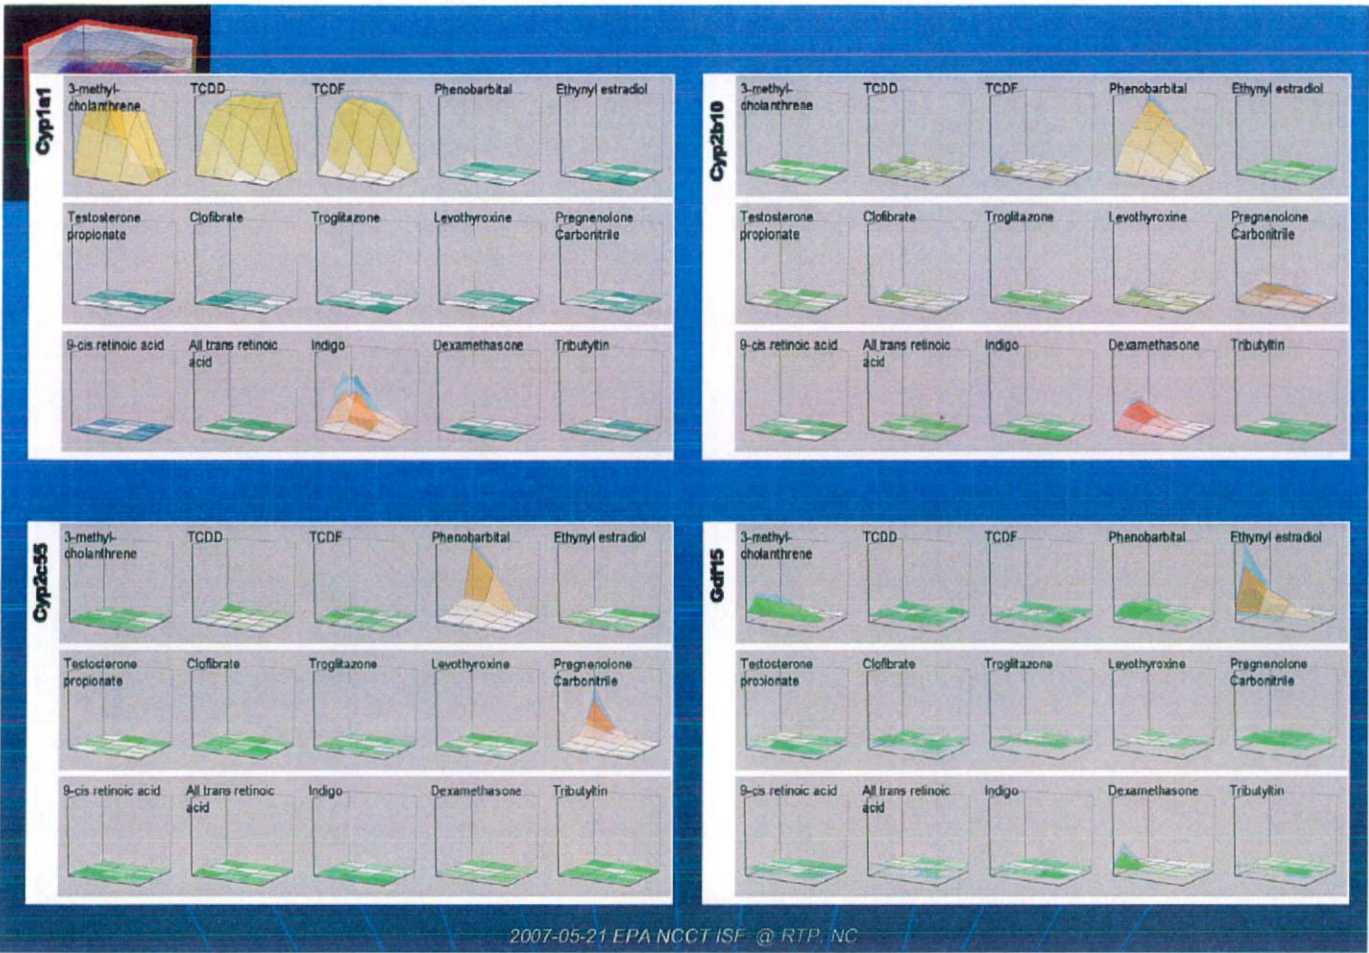 Cyp1a1
3-methyl-
cholanthrene
TCDD
TCDF
Phenobarbital
Ethynyl estradiol
Testosterone
propionate
Clofibrate
Troglitazone
Levothyroxine
Pregnenolone
Carbonitrile
9-cis retinoic acid
All trans retinoic
acid
Indigo
Dexamethasone
Tributyltin
Cyp2b10
3-methyl-
cholanthrene
TCDD
TCDF
Phenobarbital
Ethynyl estradiol
Testosterone
propionate
Clofibrate
Troglitazone
Levothyroxine
Pregnenolone
Carbonitrile
9-cis retinoic acid
All trans retinoic
acid
Indigo
Dexamethasone
Tributyltin
Cyp2c55
3-methyl-
cholanthrene
TCDD
TCDF
Phenobarbital
Ethynyl estradiol
Testosterone
propionate
Clofibrate
Troglitazone
Levothyroxine
Pregnenolone
Carbonitrile
9-cis retinoic acid
All trans retinoic
acid
Indigo
Dexamethasone
Tributyltin
Gdf15
3-methyl-
cholanthrene
TCDD
TCDF
Phenobarbital
Ethynyl estradiol
Testosterone
propionate
Clofibrate
Troglitazone
Levothyroxine
Pregnenolone
Carbonitrile
9-cis retinoic acid
All trans retinoic
acid
Indigo
Dexamethasone
Tributyltin
2007-05-21 EPA NCCT ISF @ RTP, NC